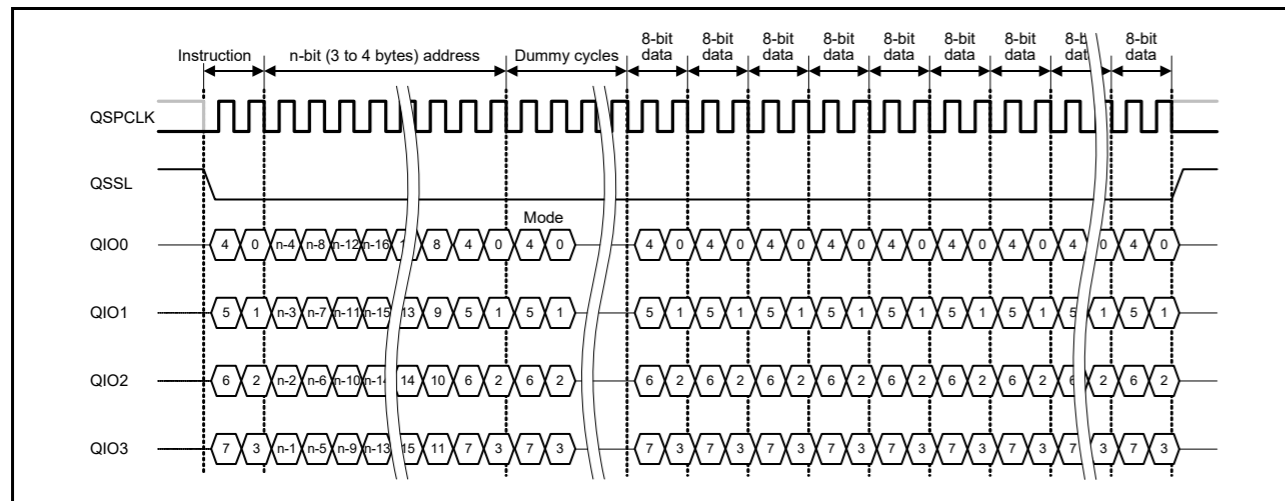 8-bit 8-bit 8-bit 8-bit 8-bit 8-bit 8-bit 8-bit 8-bit
Instruction n-bit (3 to 4 bytes) address Dummy cycles data data data data data data data data
QSPCLK
QSSL
Mode
QIO0 4 0 n-4 n-8 n-12 n-16 8 4 0 4 0 4 0 4 0 4 0 4 0 4 0 4 0 4 0 4 0 4 0
QIO1 5 1 n-3 n-7 n-11 n-15 13 9 5 1 5 1 5 1 5 1 5 1 5 1 5 1 5 1 5 1 5 1 5 1
QIO2 6 2 n-2 n-6 n-10 n-14 14 10 6 2 6 2 6 2 6 2 6 2 6 2 6 2 6 2 6 2 6 2 6 2
QIO3 7 3 n-1 n-5 n-9 n-13 15 11 7 3 7 3 7 3 7 3 7 3 7 3 7 3 7 3 7 3 7 3 7 3